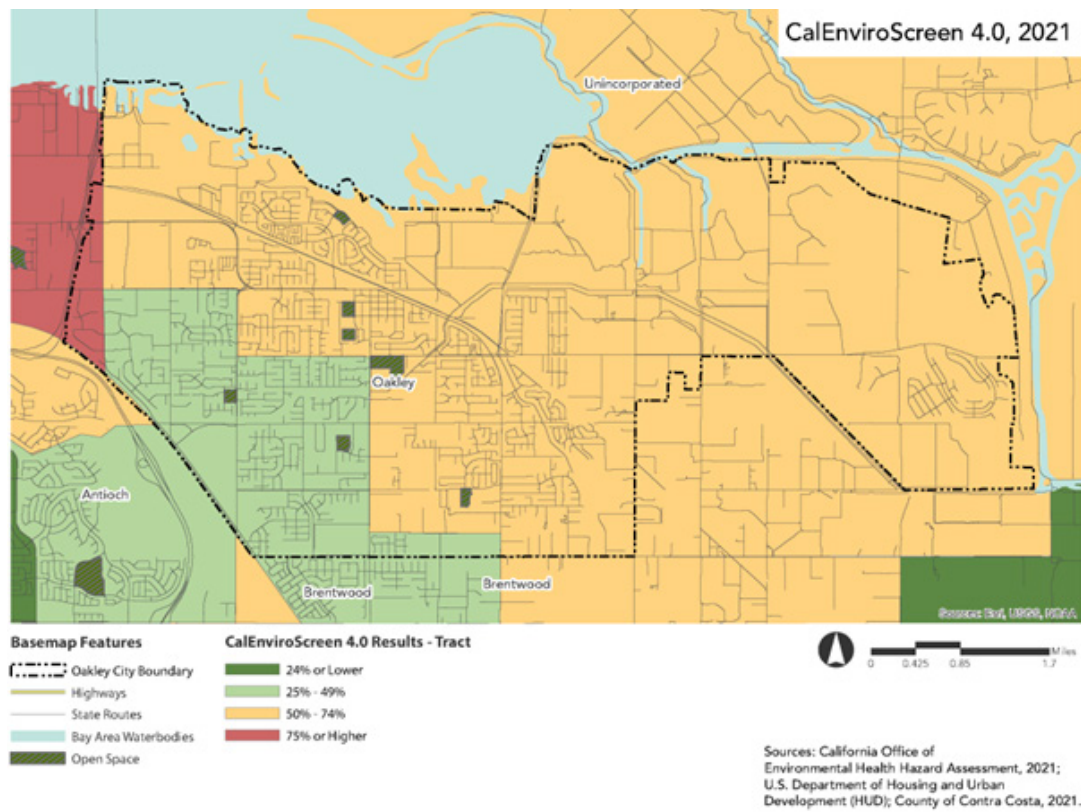 CalEnviroScreen 4.0, 2021
Unincorporated
Oakley
Antioch
Brentwood
Brentwood
Sources: Esri, USGS, NOAA
Basemap Features
Oakley City Boundary
Highways
State Routes
Bay Area Waterbodies
Open Space
CalEnviroScreen 4.0 Results - Tract
24% or Lower
25% - 49%
50% - 74%
75% or Higher
Miles
0 0.425 0.85 1.7
Sources: California Office of
Environmental Health Hazard Assessment, 2021;
U.S. Department of Housing and Urban
Development (HUD); County of Contra Costa, 2021.